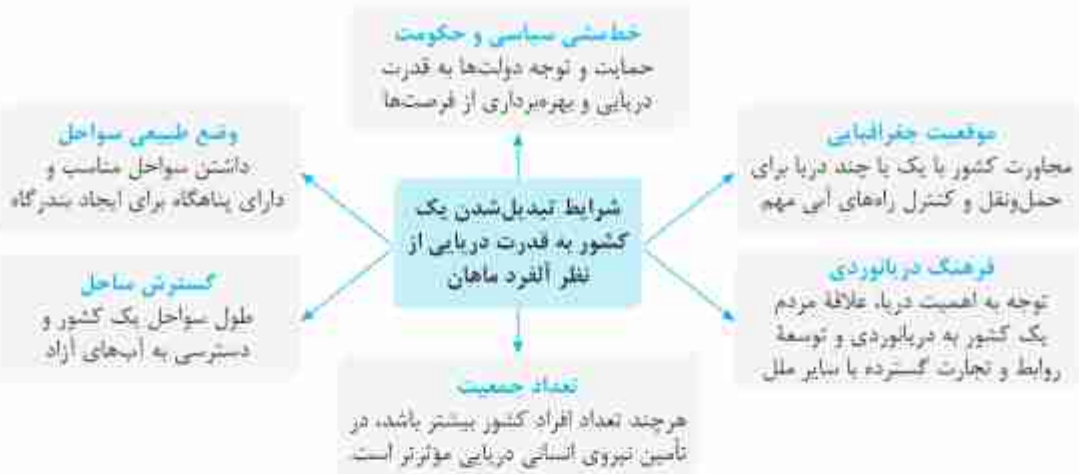 خط‌مشی سیاسی و حکومت
حمایت و توجه دولت‌ها به قدرت
دریایی و بهره‌برداری از فرصت‌ها
موقعیت جغرافیایی
مجاورت کشور با یک یا چند دریا برای
حمل‌ونقل و کنترل راه‌های آبی مهم
وضع طبیعی سواحل
داشتن سواحل مناسب و
دارای پناهگاه برای ایجاد بندرگاه
شرایط تبدیل‌شدن یک
کشور به قدرت دریایی از
نظر آلفرد ماهان
فرهنگ دریانوردی
توجه به اهمیت دریا، علاقهٔ مردم
یک کشور به دریانوردی و توسعهٔ
روابط و تجارت گسترده با سایر ملل
گسترش ساحل
طول سواحل یک کشور و
دسترسی به آب‌های آزاد
تعداد جمعیت
هرچند تعداد افراد کشور بیشتر باشد، در
تأمین نیروی انسانی دریایی مؤثرتر است